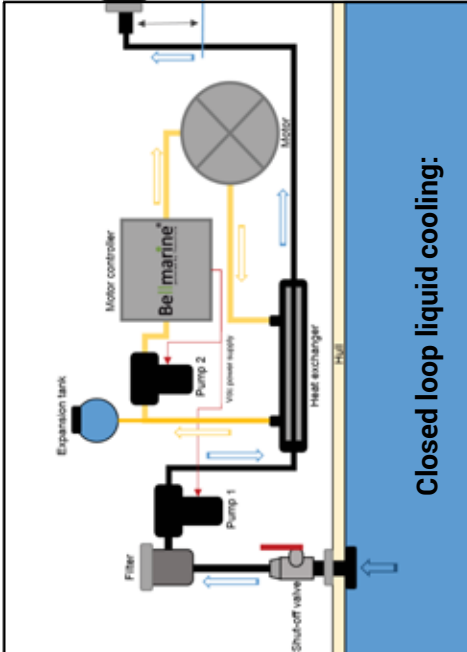 Expansion tank
Motor controller
Bellmarine
Motor
Pump 2
Vdc power supply
Filter
Pump 1
Heat exchanger
Shut-off valve
Hull
Closed loop liquid cooling: